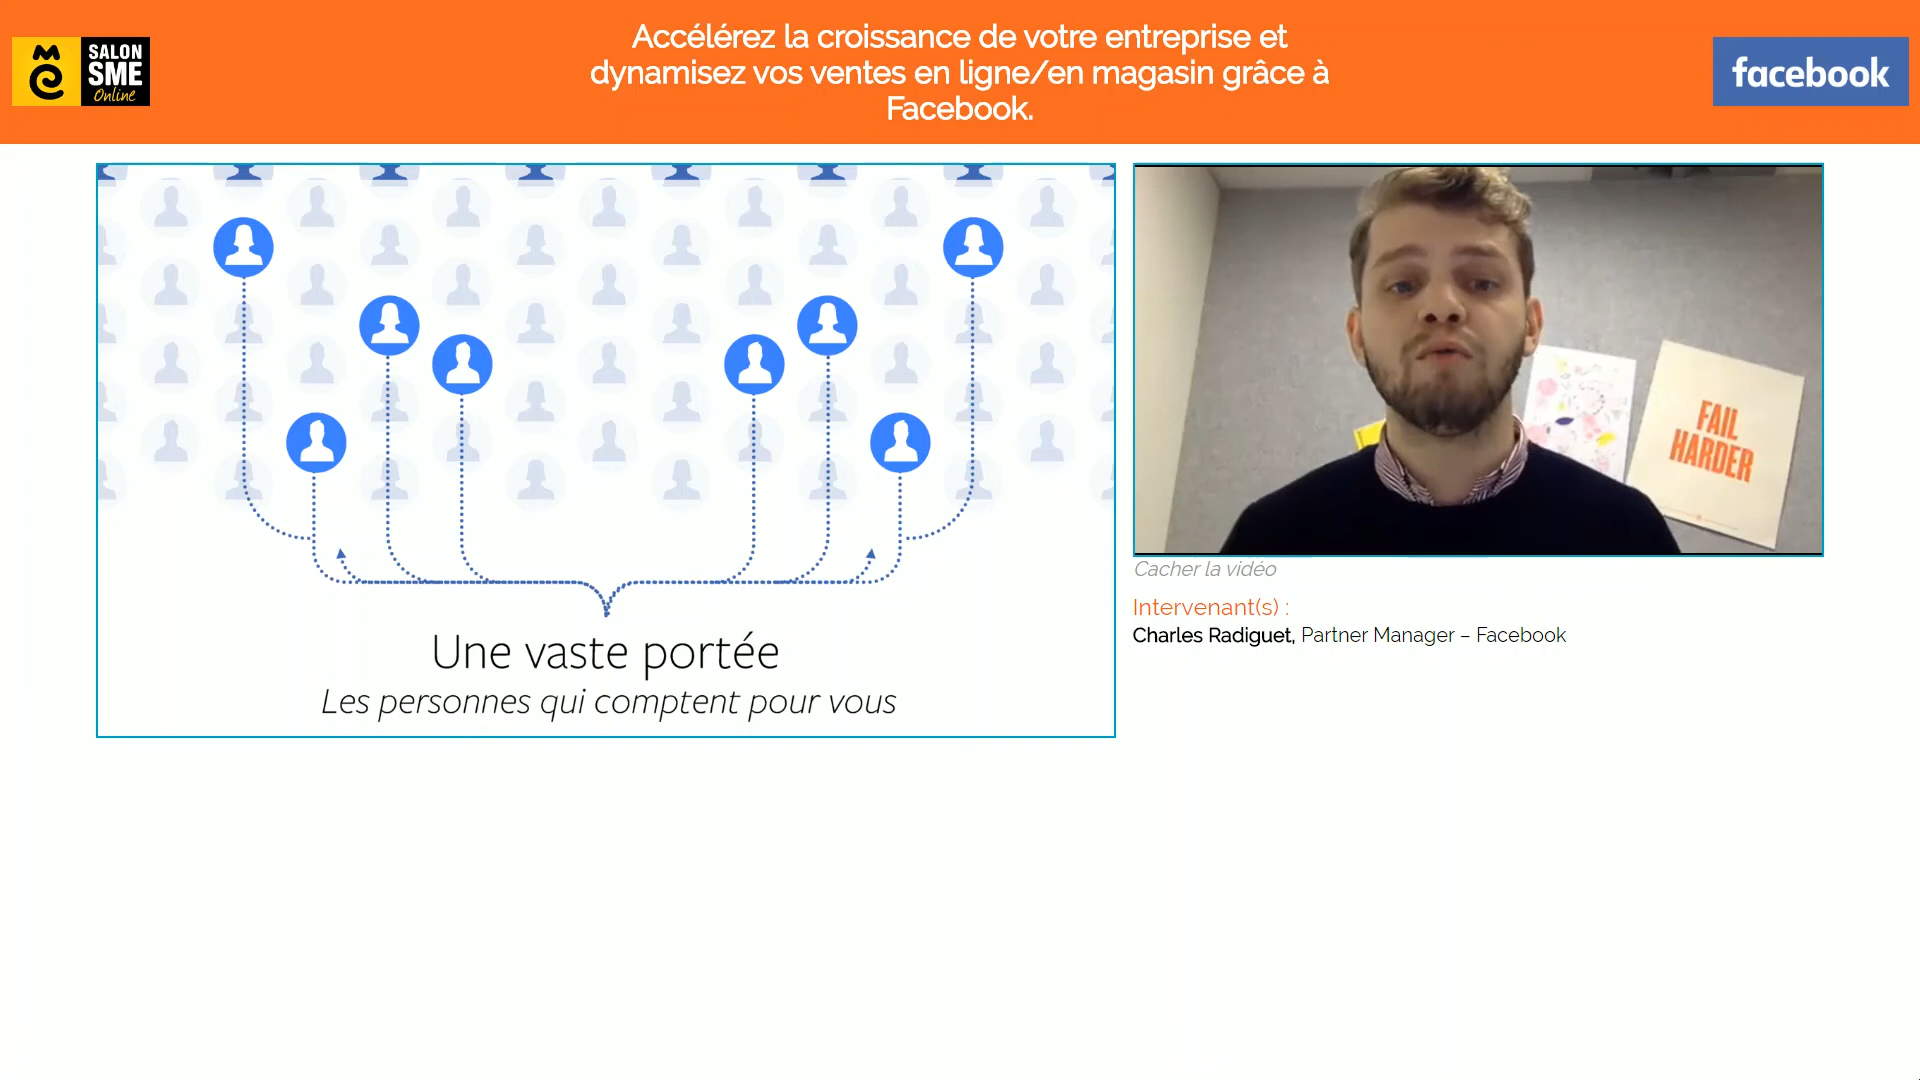 Accélérez la croissance de votre entreprise et
dynamisez vos ventes en ligne/en magasin grâce à
Facebook.
SALON
SME
Online
facebook
Une vaste portée
Les personnes qui comptent pour vous
FAIL
HARDER
Cacher la vidéo
Intervenant(s) :
Charles Radiguet, Partner Manager – Facebook